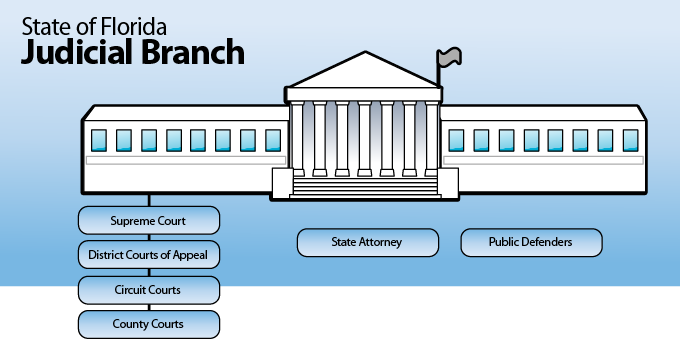 State of Florida
Judicial Branch
Supreme Court
District Courts of Appeal
Circuit Courts
County Courts
State Attorney
Public Defenders